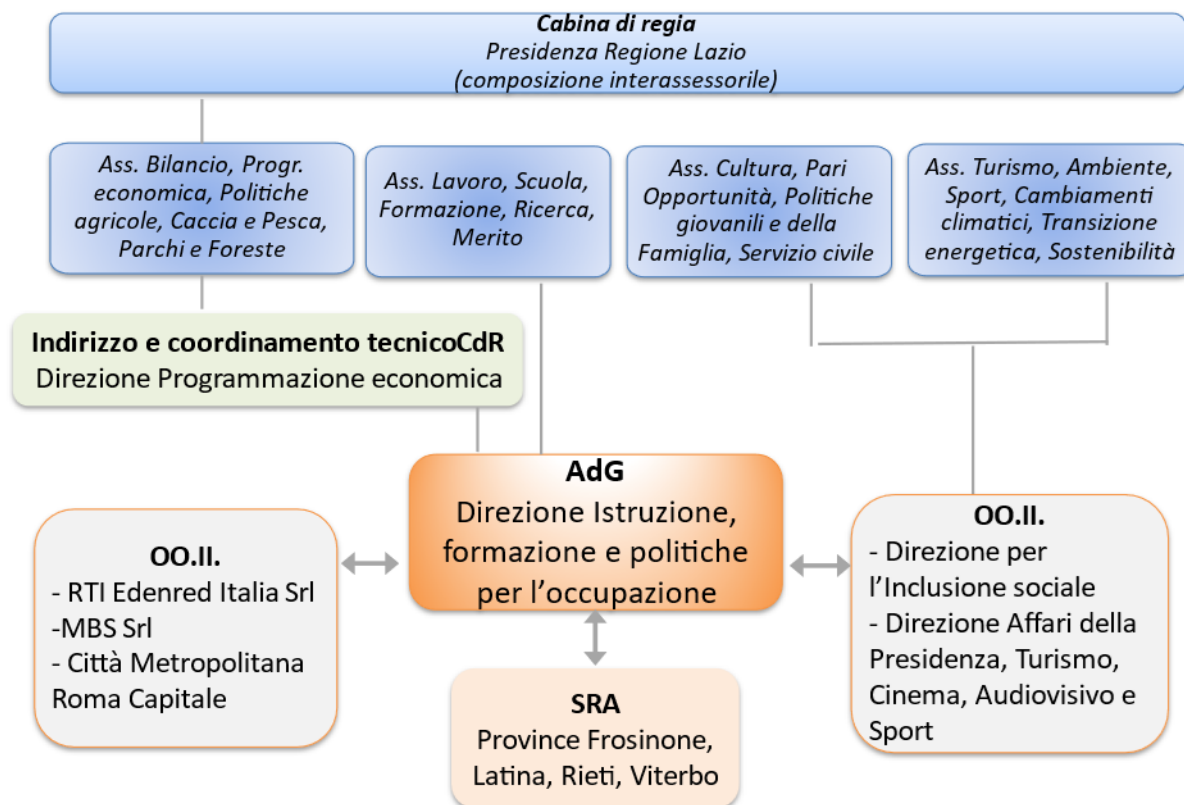 Cabina di regia
Presidenza Regione Lazio
(composizione interassessorile)
Ass. Bilancio, Progr.
economica, Politiche
agricole, Caccia e Pesca,
Parchi e Foreste
Ass. Lavoro, Scuola,
Formazione, Ricerca,
Merito
Ass. Cultura, Pari
Opportunità, Politiche
giovanili e della
Famiglia, Servizio civile
Ass. Turismo, Ambiente,
Sport, Cambiamenti
climatici, Transizione
energetica, Sostenibilità
Indirizzo e coordinamento tecnicoCdR
Direzione Programmazione economica
AdG
Direzione Istruzione,
formazione e politiche
per l’occupazione
OO.II.
- RTI Edenred Italia Srl
-MBS Srl
- Città Metropolitana
Roma Capitale
OO.II.
- Direzione per
l’Inclusione sociale
- Direzione Affari della
Presidenza, Turismo,
Cinema, Audiovisivo e
Sport
SRA
Province Frosinone,
Latina, Rieti, Viterbo